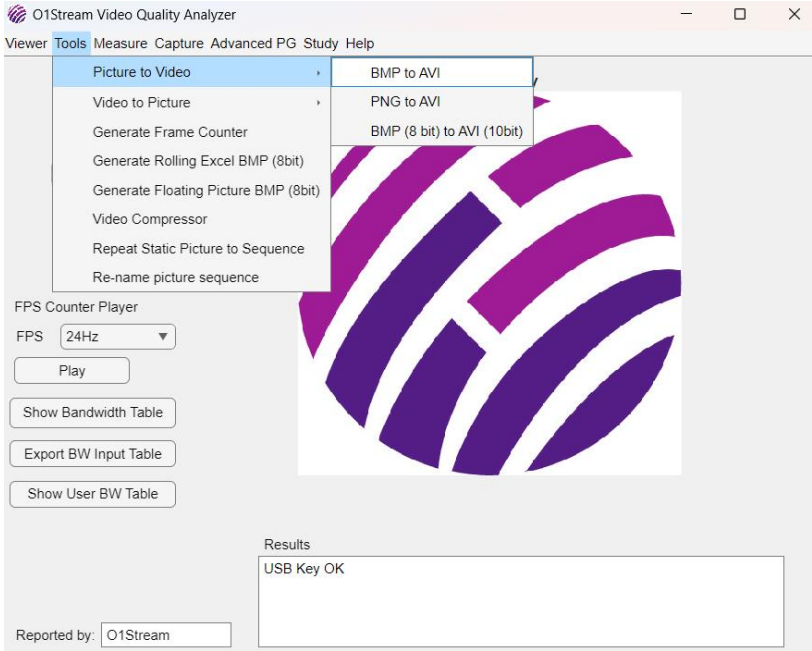 O1Stream Video Quality Analyzer
Viewer Tools Measure Capture Advanced PG Study Help
Picture to Video
BMP to AVI
Video to Picture
PNG to AVI
Generate Frame Counter
BMP (8 bit) to AVI (10bit)
Generate Rolling Excel BMP (8bit)
Generate Floating Picture BMP (8bit)
Video Compressor
Repeat Static Picture to Sequence
Re-name picture sequence
FPS Counter Player
FPS 24Hz
Play
Show Bandwidth Table
Export BW Input Table
Show User BW Table
Results
USB Key OK
Reported by: O1Stream